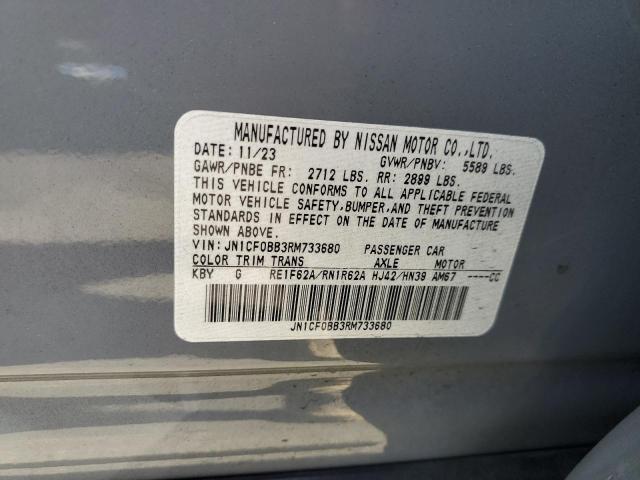 MANUFACTURED BY NISSAN MOTOR CO.,LTD.
DATE: 11/23 GVWR/PNBV: 5589 LBS.
GAWR/PNBE FR: 2712 LBS. RR: 2899 LBS.
THIS VEHICLE CONFORMS TO ALL APPLICABLE FEDERAL
MOTOR VEHICLE SAFETY,BUMPER,AND THEFT PREVENTION
STANDARDS IN EFFECT ON THE DATE OF MANUFACTURE
SHOWN ABOVE.
VIN: JN1CF0BB3RM733680 PASSENGER CAR
COLOR TRIM TRANS AXLE MOTOR
KBY G RE1F62A/RN1R62A HJ42/HN39 AM67 ----CC
JN1CF0BB3RM733680